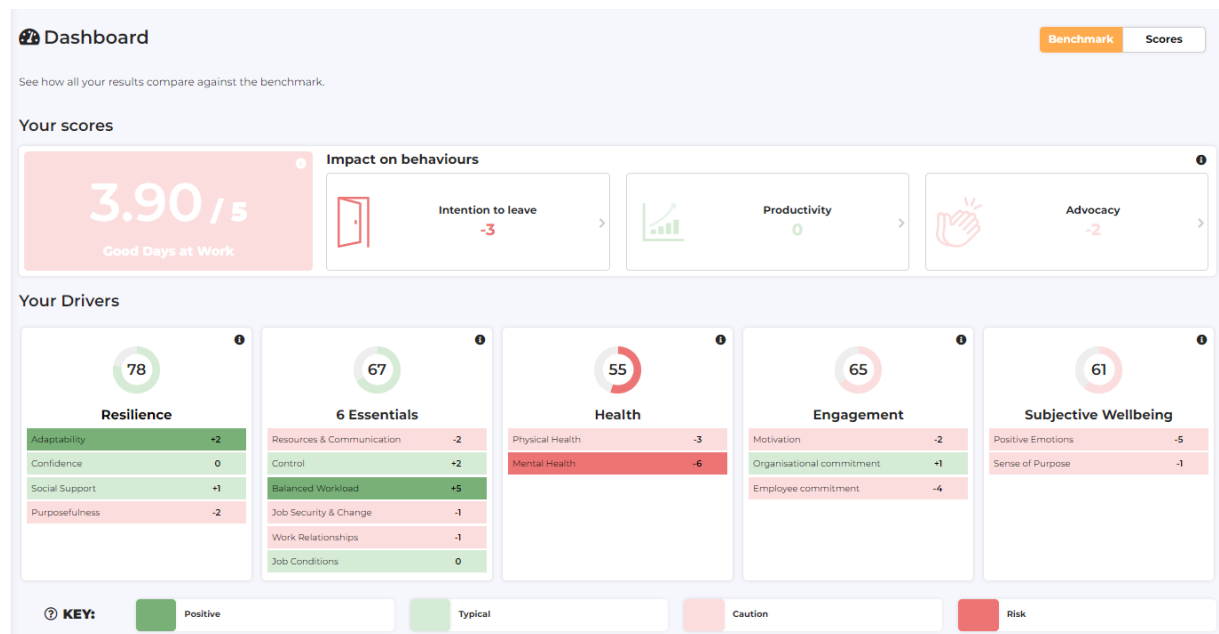 Dashboard
Benchmark Scores
See how all your results compare against the benchmark.
Your scores
3.90 / 5
Good Days at Work
Impact on behaviours
Intention to leave
-3
Productivity
0
Advocacy
-2
Your Drivers
78
Resilience
Adaptability +2
Confidence 0
Social Support +1
Purposefulness -2
67
6 Essentials
Resources & Communication -2
Control +2
Balanced Workload +5
Job Security & Change -1
Work Relationships -1
Job Conditions 0
55
Health
Physical Health -3
Mental Health -6
65
Engagement
Motivation -2
Organisational commitment +1
Employee commitment -4
61
Subjective Wellbeing
Positive Emotions -5
Sense of Purpose -1
KEY: Positive Typical Caution Risk